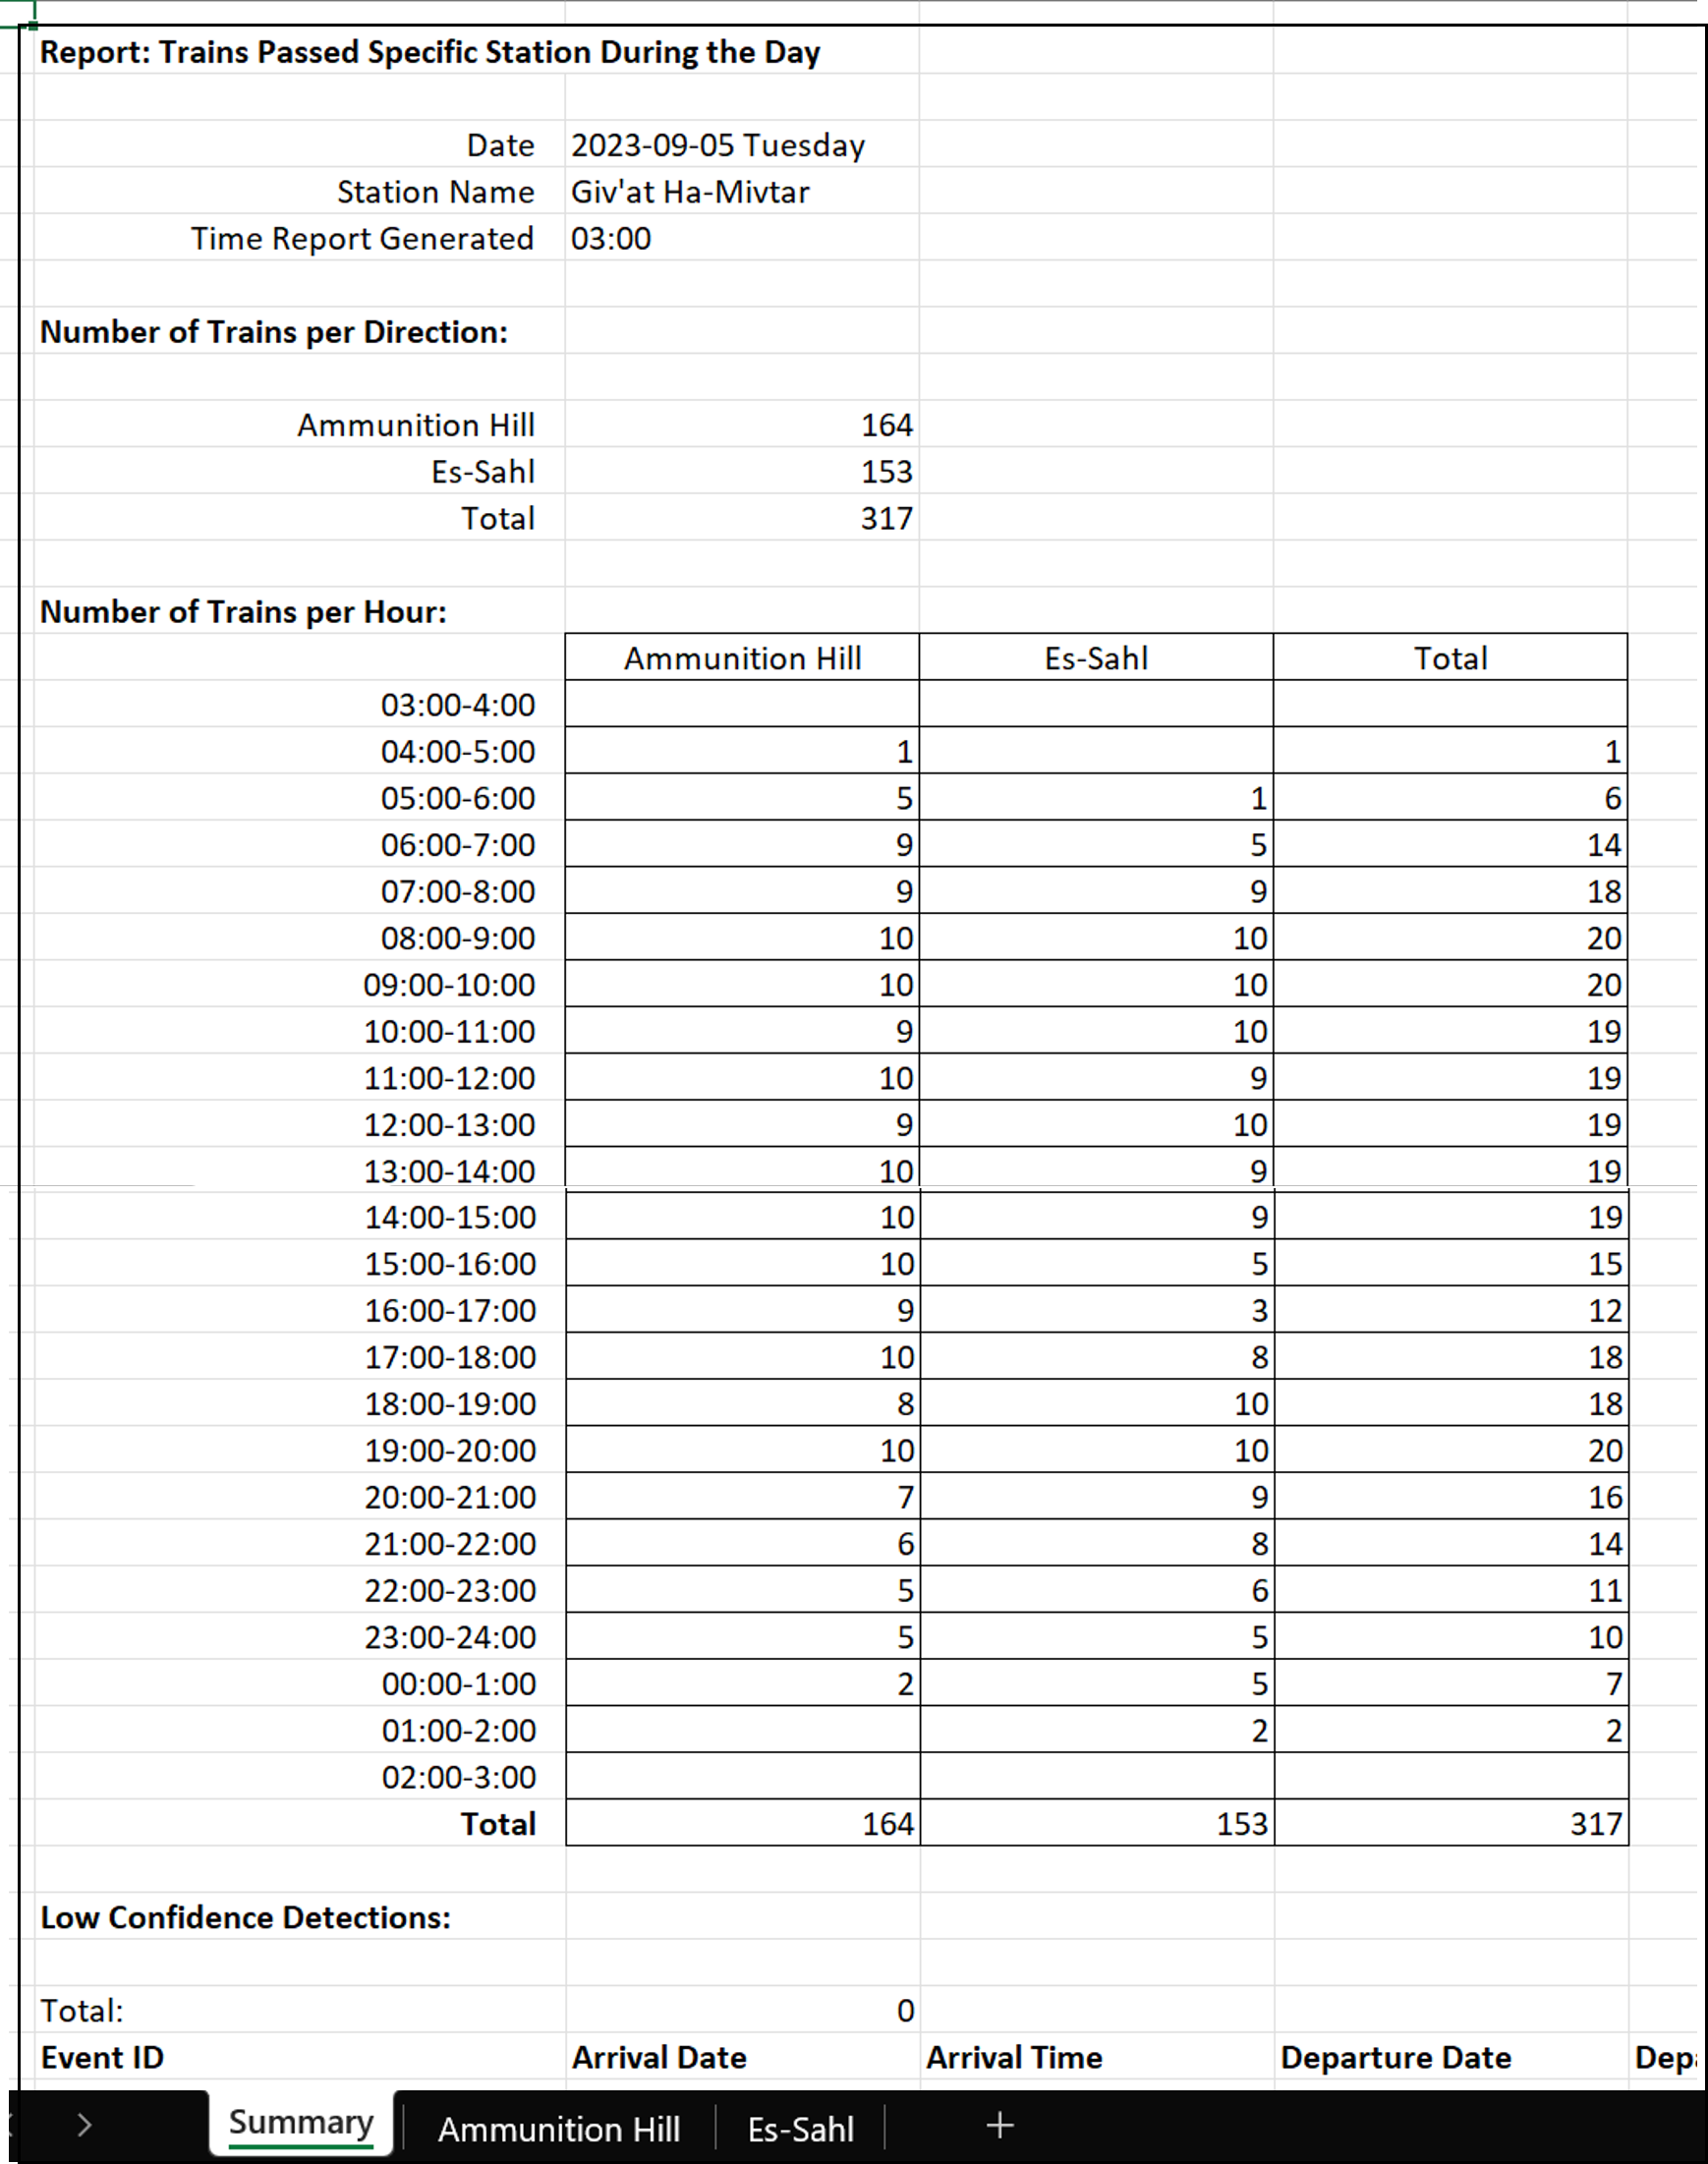 Report: Trains Passed Specific Station During the Day
Date 2023-09-05 Tuesday
Station Name Giv'at Ha-Mivtar
Time Report Generated 03:00
Number of Trains per Direction:
Ammunition Hill 164
Es-Sahl 153
Total 317
Number of Trains per Hour:
Ammunition Hill Es-Sahl Total
03:00-4:00
04:00-5:00 1 1
05:00-6:00 5 1 6
06:00-7:00 9 5 14
07:00-8:00 9 9 18
08:00-9:00 10 10 20
09:00-10:00 10 10 20
10:00-11:00 9 10 19
11:00-12:00 10 9 19
12:00-13:00 9 10 19
13:00-14:00 10 9 19
14:00-15:00 10 9 19
15:00-16:00 10 5 15
16:00-17:00 9 3 12
17:00-18:00 10 8 18
18:00-19:00 8 10 18
19:00-20:00 10 10 20
20:00-21:00 7 9 16
21:00-22:00 6 8 14
22:00-23:00 5 6 11
23:00-24:00 5 5 10
00:00-1:00 2 5 7
01:00-2:00 2 2
02:00-3:00
Total 164 153 317
Low Confidence Detections:
Total: 0
Event ID Arrival Date Arrival Time Departure Date
Summary Ammunition Hill Es-Sahl